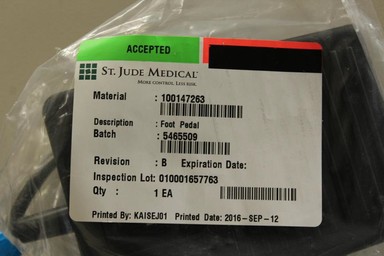 ACCEPTED
ST. JUDE MEDICAL
MORE CONTROL. LESS RISK.
Material : 100147263
Description : Foot Pedal
Batch : 5465509
Revision : B Expiration Date:
Inspection Lot: 010001657763
Qty : 1 EA
Printed By: KAISEJ01 Printed Date: 2016-SEP-12